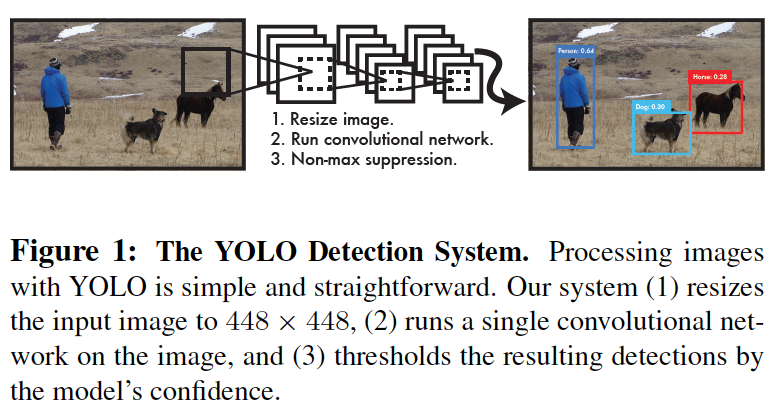 Person: 0.64
Horse: 0.28
Dog: 0.30
1. Resize image.
2. Run convolutional network.
3. Non-max suppression.
Figure 1: The YOLO Detection System. Processing images
with YOLO is simple and straightforward. Our system (1) resizes
the input image to 448 × 448, (2) runs a single convolutional net-
work on the image, and (3) thresholds the resulting detections by
the model's confidence.